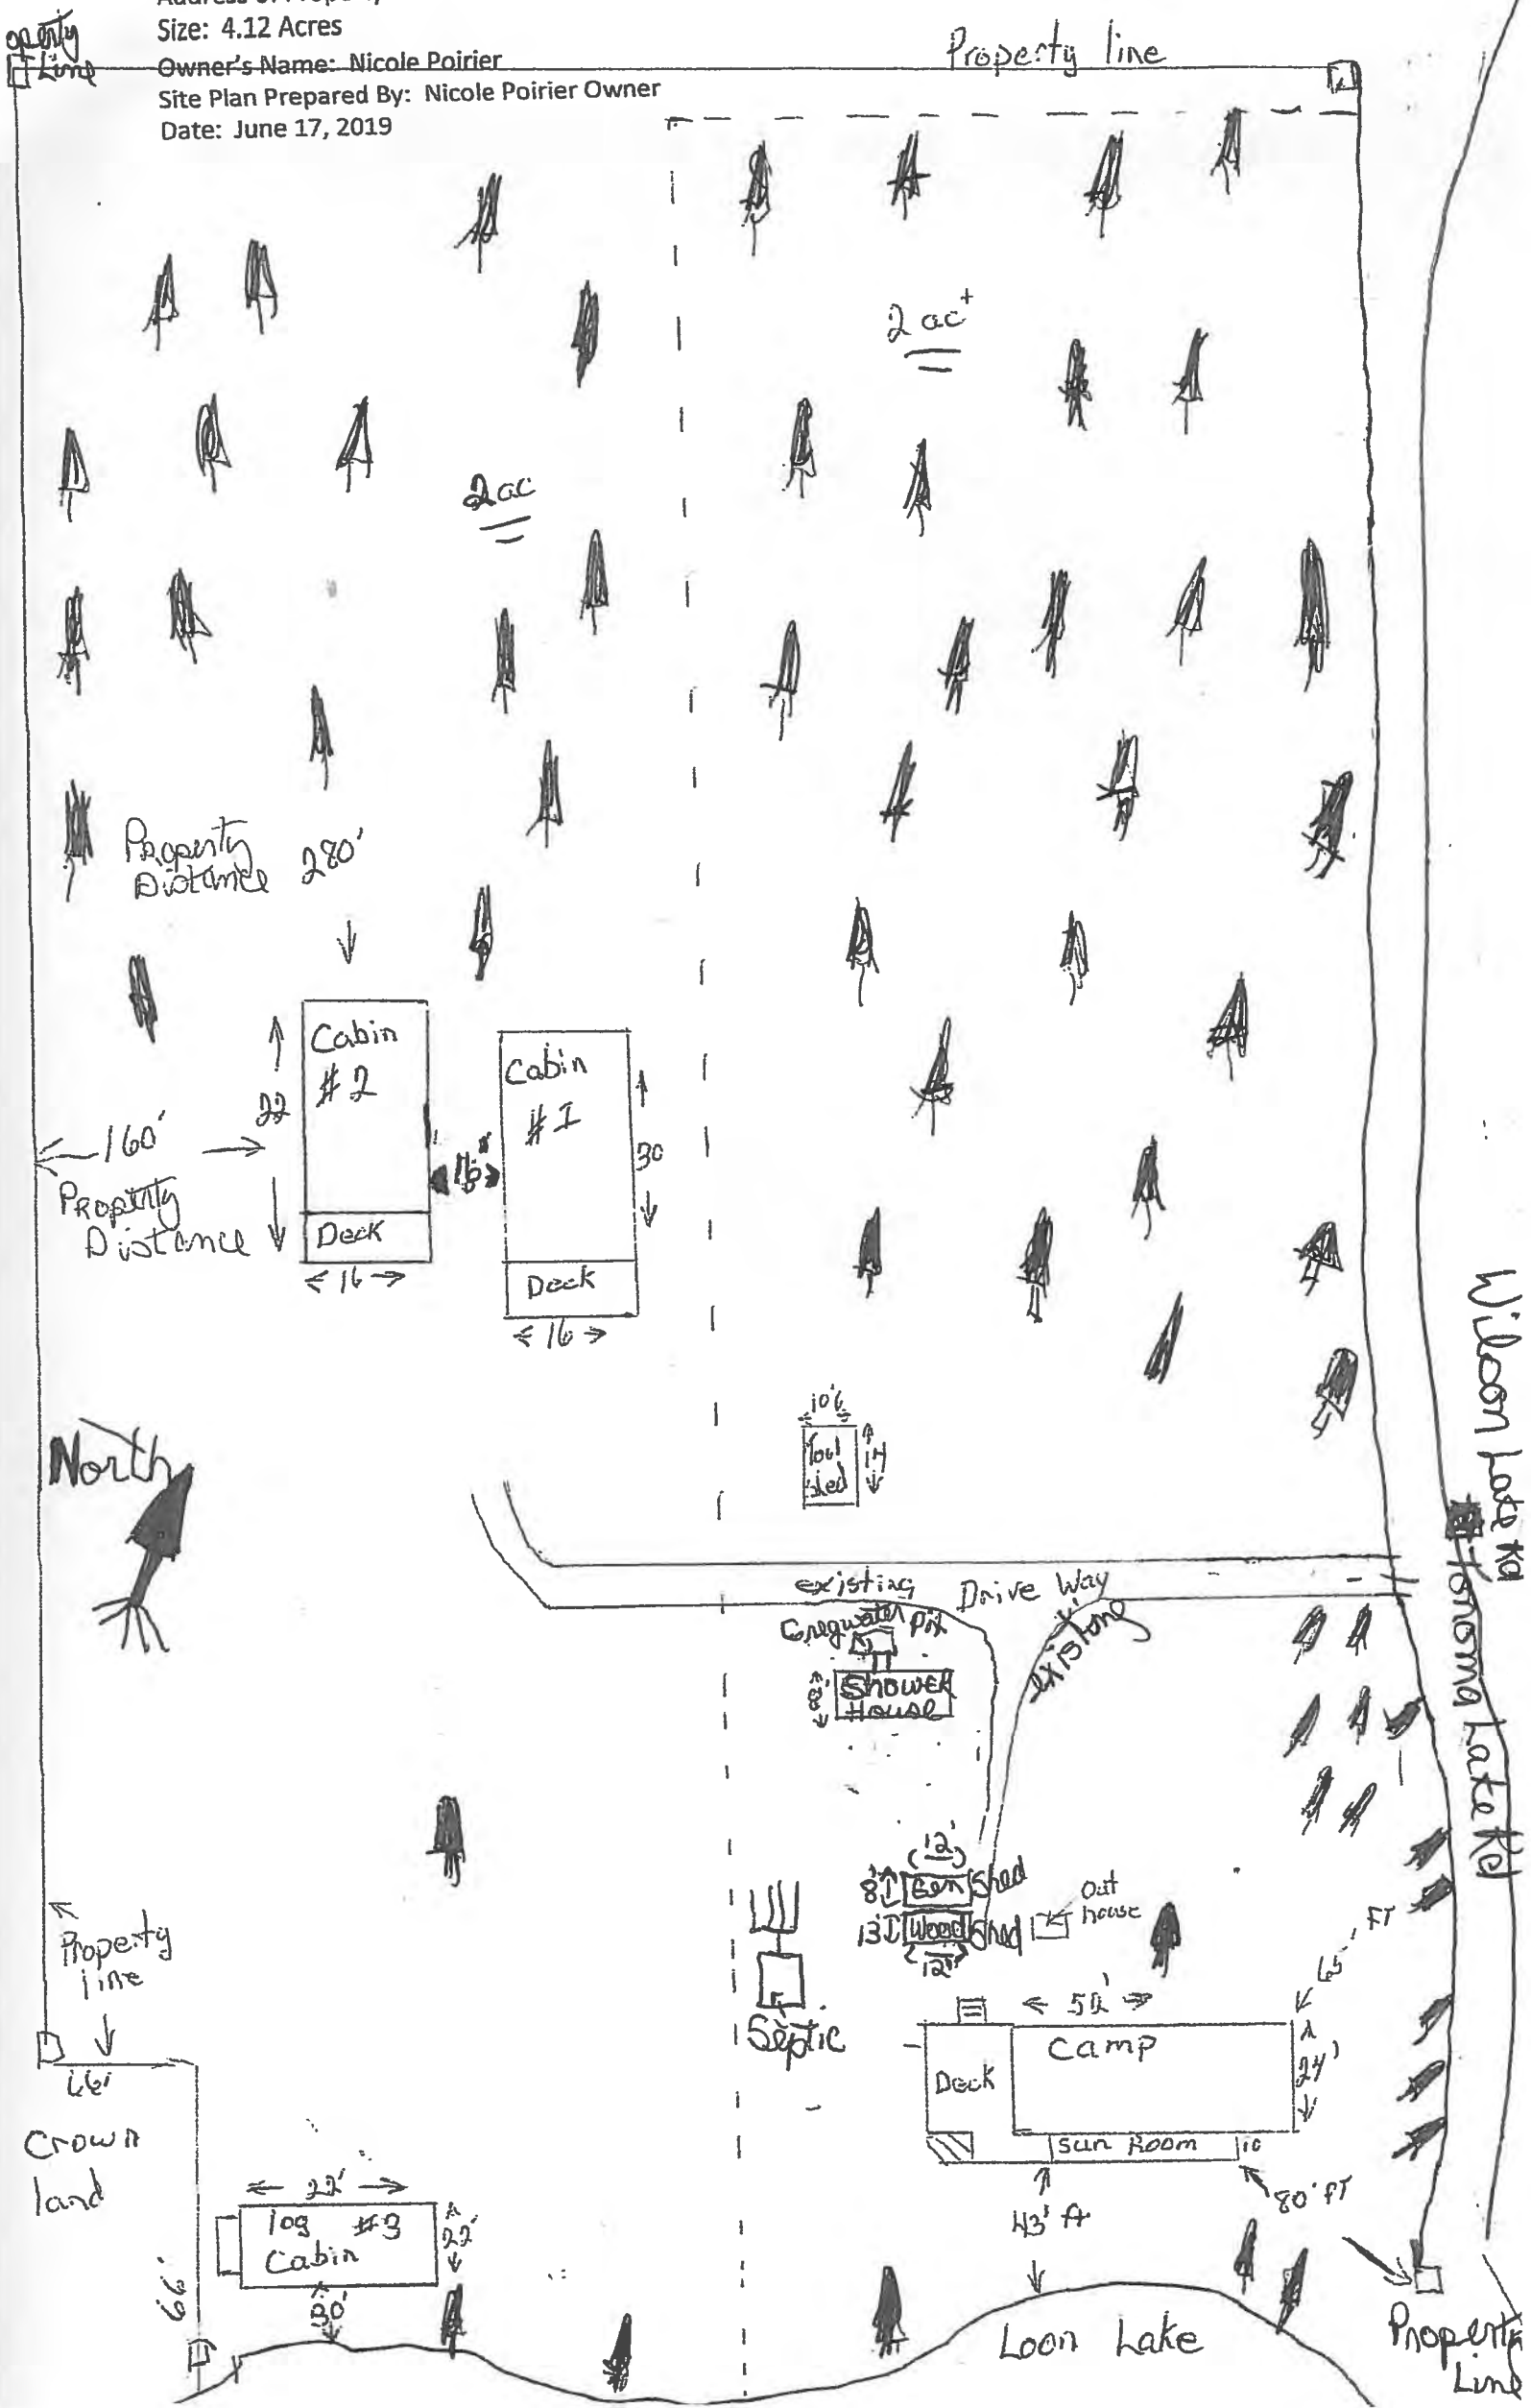 Size: 4.12 Acres
Line
Owner's Name: Nicole Poirier
Site Plan Prepared By: Nicole Poirier Owner
Date: June 17, 2019
Property line
2 ac+
2 ac
Property
Distance 280'
Cabin
#2
22
Deck
← 16 →
Cabin
#1
30
Deck
← 16 →
←160'→
Property
Distance
North
10'6
Tool
shed
14
existing Drive Way
existing
Greywater Pit
8'
Shower
House
12'
8' Gen Shed
13' Wood Shed
12'
Out
house
Septic
← 52' →
Camp
24'
65' FT
Deck
Sun Room 10
43' ft
80' FT
Loon Lake
Property
Line
Property
line
66'
Crown
land
66'
← 22' →
log #3
Cabin
22'
30'
Lake Rd
Lake Rd